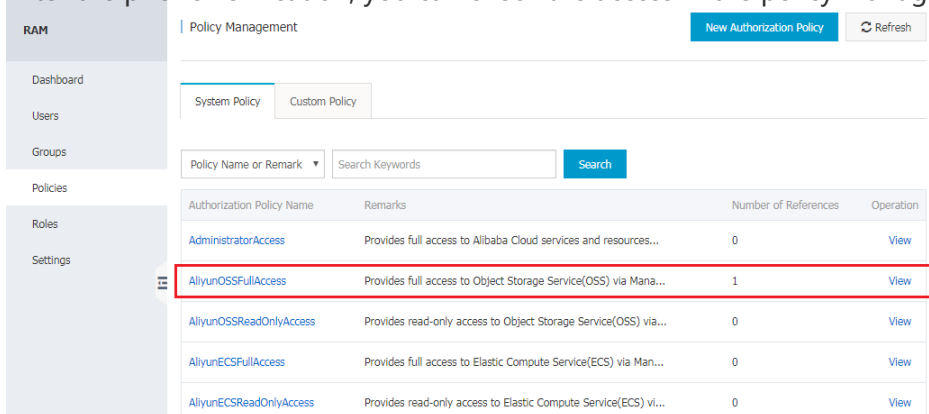 RAM
Policy Management
New Authorization Policy
Refresh
Dashboard
Users
Groups
Policies
Roles
Settings
System Policy
Custom Policy
Policy Name or Remark
Search Keywords
Search
Authorization Policy Name Remarks Number of References Operation
AdministratorAccess Provides full access to Alibaba Cloud services and resources... 0 View
AliyunOSSFullAccess Provides full access to Object Storage Service(OSS) via Mana... 1 View
AliyunOSSReadOnlyAccess Provides read-only access to Object Storage Service(OSS) via... 0 View
AliyunECSFullAccess Provides full access to Elastic Compute Service(ECS) via Man... 0 View
AliyunECSReadOnlyAccess Provides read-only access to Elastic Compute Service(ECS) vi... 0 View